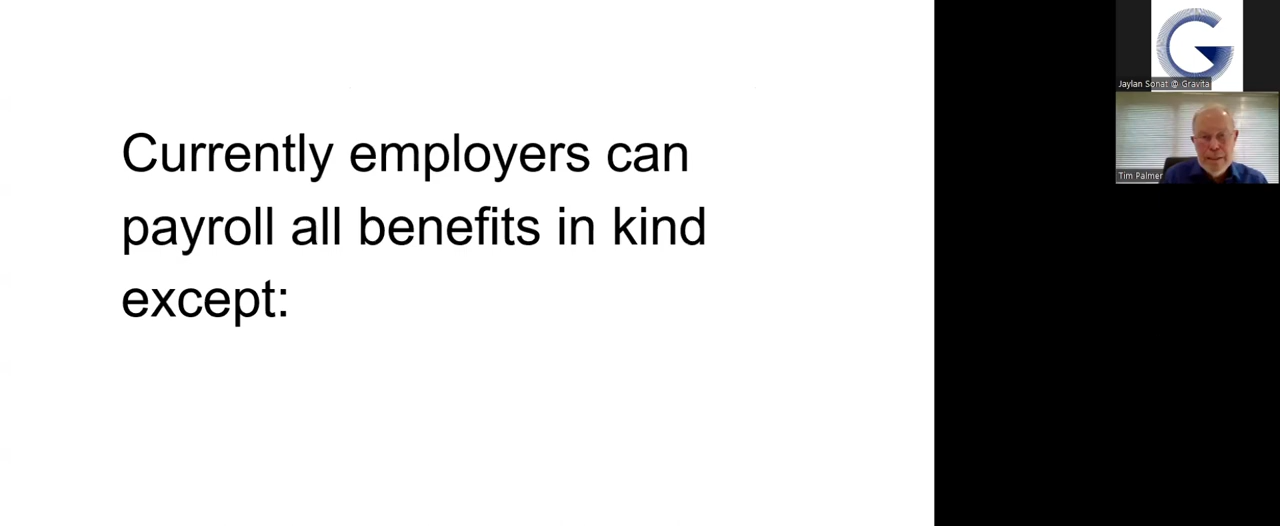 Currently employers can
payroll all benefits in kind
except:
Jaylan Sonat @ Gravita
Tim Palmer